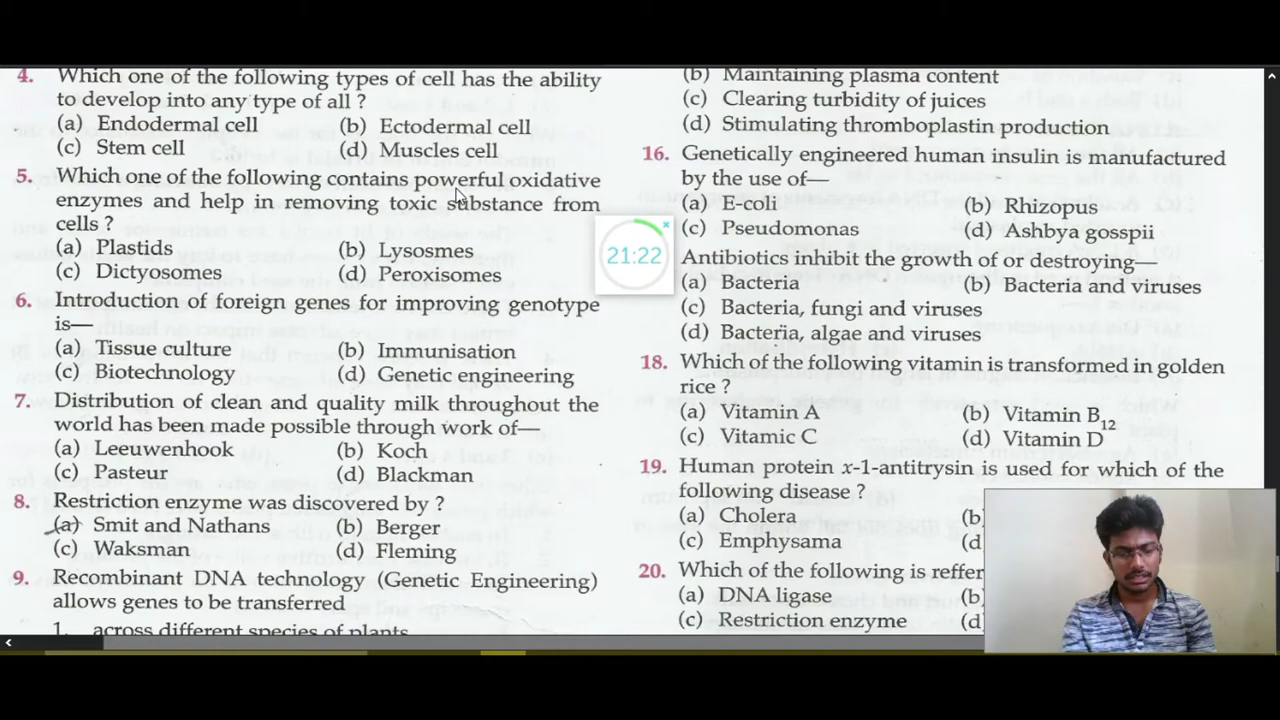 4. Which one of the following types of cell has the ability
to develop into any type of all ?
(a) Endodermal cell (b) Ectodermal cell
(c) Stem cell (d) Muscles cell
5. Which one of the following contains powerful oxidative
enzymes and help in removing toxic substance from
cells ?
(a) Plastids (b) Lysosmes
(c) Dictyosomes (d) Peroxisomes
6. Introduction of foreign genes for improving genotype
is—
(a) Tissue culture (b) Immunisation
(c) Biotechnology (d) Genetic engineering
7. Distribution of clean and quality milk throughout the
world has been made possible through work of—
(a) Leeuvenhook (b) Koch
(c) Pasteur (d) Blackman
8. Restriction enzyme was discovered by ?
(a) Smit and Nathans (b) Berger
(c) Waksman (d) Fleming
9. Recombinant DNA technology (Genetic Engineering)
allows genes to be transferred
1. across different species of plants
(b) Maintaining plasma content
(c) Clearing turbidity of juices
(d) Stimulating thromboplastin production
16. Genetically engineered human insulin is manufactured
by the use of—
(a) E-coli (b) Rhizopus
(c) Pseudomonas (d) Ashbya gosspii
Antibiotics inhibit the growth of or destroying—
(a) Bacteria (b) Bacteria and viruses
(c) Bacteria, fungi and viruses
(d) Bacteria, algae and viruses
18. Which of the following vitamin is transformed in golden
rice ?
(a) Vitamin A (b) Vitamin B12
(c) Vitamic C (d) Vitamin D
19. Human protein x-1-antitrysin is used for which of the
following disease ?
(a) Cholera (b)
(c) Emphysama (d
20. Which of the following is reffer
(a) DNA ligase (b)
(c) Restriction enzyme (d
21:22